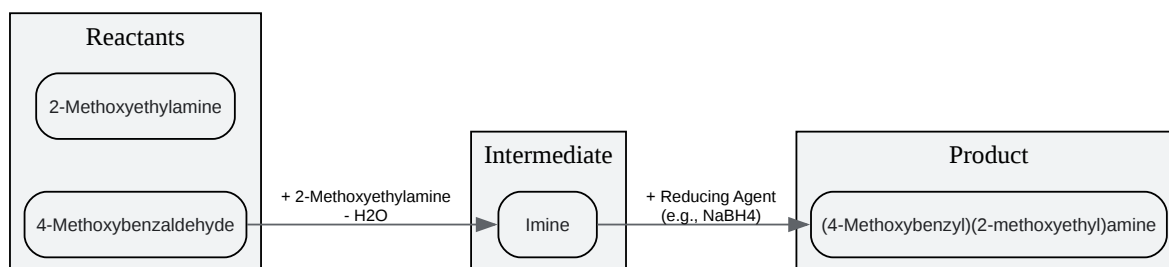 Reactants
2-Methoxyethylamine
4-Methoxybenzaldehyde
+ 2-Methoxyethylamine
- H2O
Intermediate
Imine
+ Reducing Agent
(e.g., NaBH4)
Product
(4-Methoxybenzyl)(2-methoxyethyl)amine